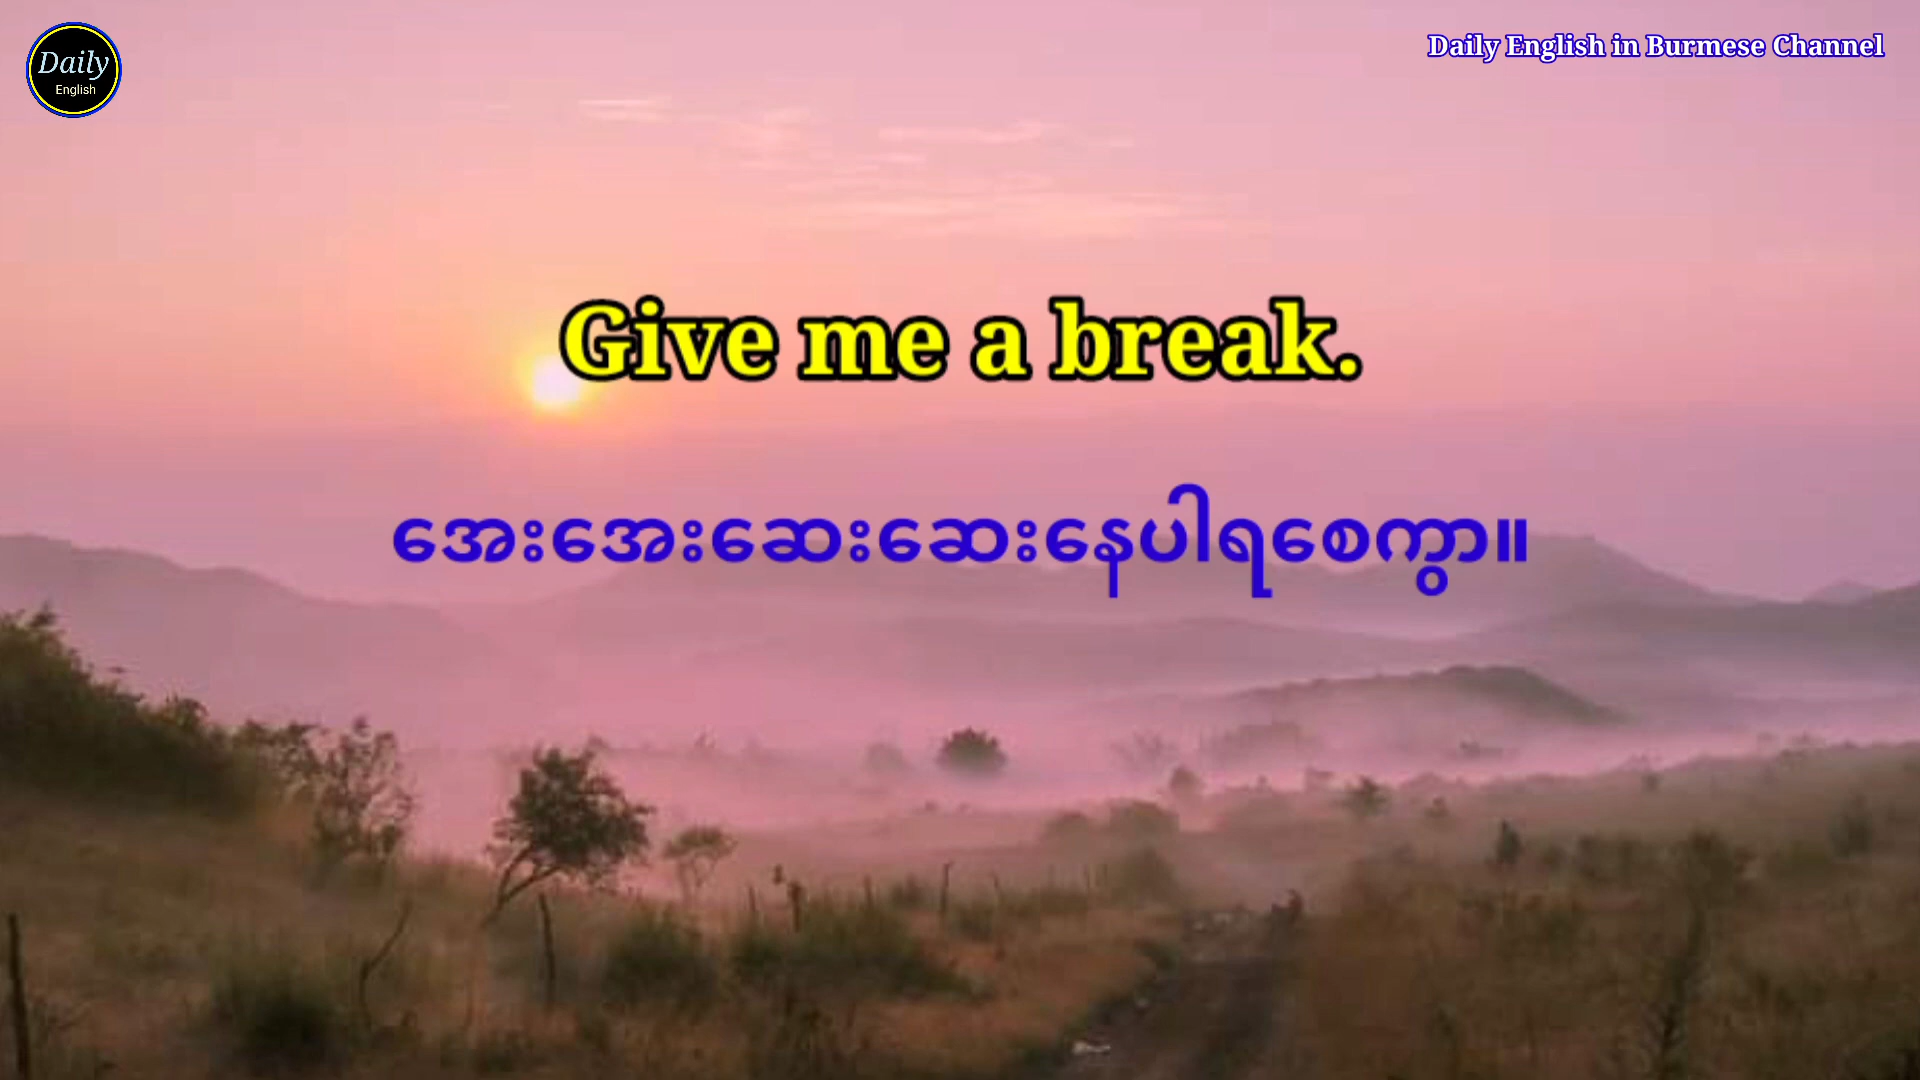 Daily
English
Daily English in Burmese Channel
Give me a break.
အေးအေးဆေးဆေးနေပါရစေကွာ။